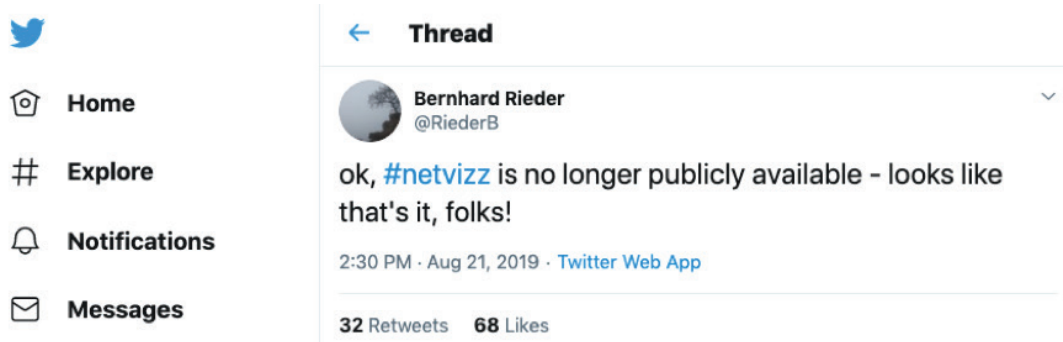 Home
Explore
Notifications
Messages
Thread
Bernhard Rieder
@RiederB
ok, #netvizz is no longer publicly available - looks like
that's it, folks!
2:30 PM · Aug 21, 2019 · Twitter Web App
32 Retweets 68 Likes